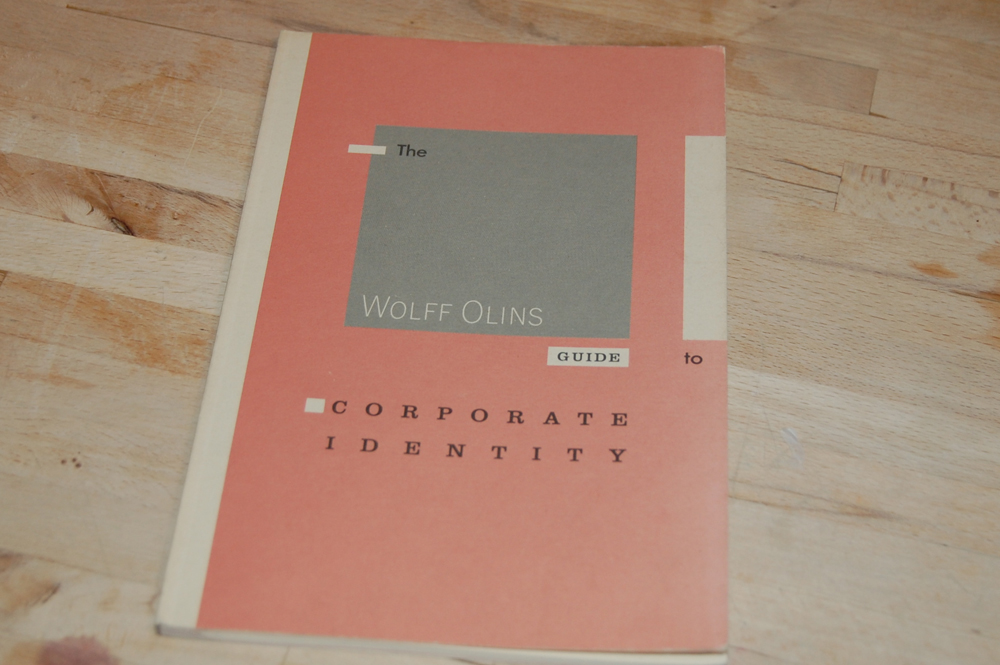 The
WOLFF OLINS
GUIDE to
CORPORATE
IDENTITY